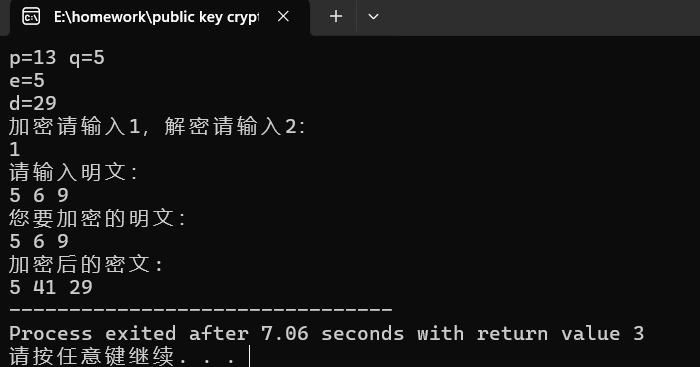 E:\homework\public key crypt
p=13 q=5
e=5
d=29
加密请输入1，解密请输入2：
1
请输入明文：
5 6 9
您要加密的明文：
5 6 9
加密后的密文：
5 41 29
--------------------------------
Process exited after 7.06 seconds with return value 3
请按任意键继续. . .